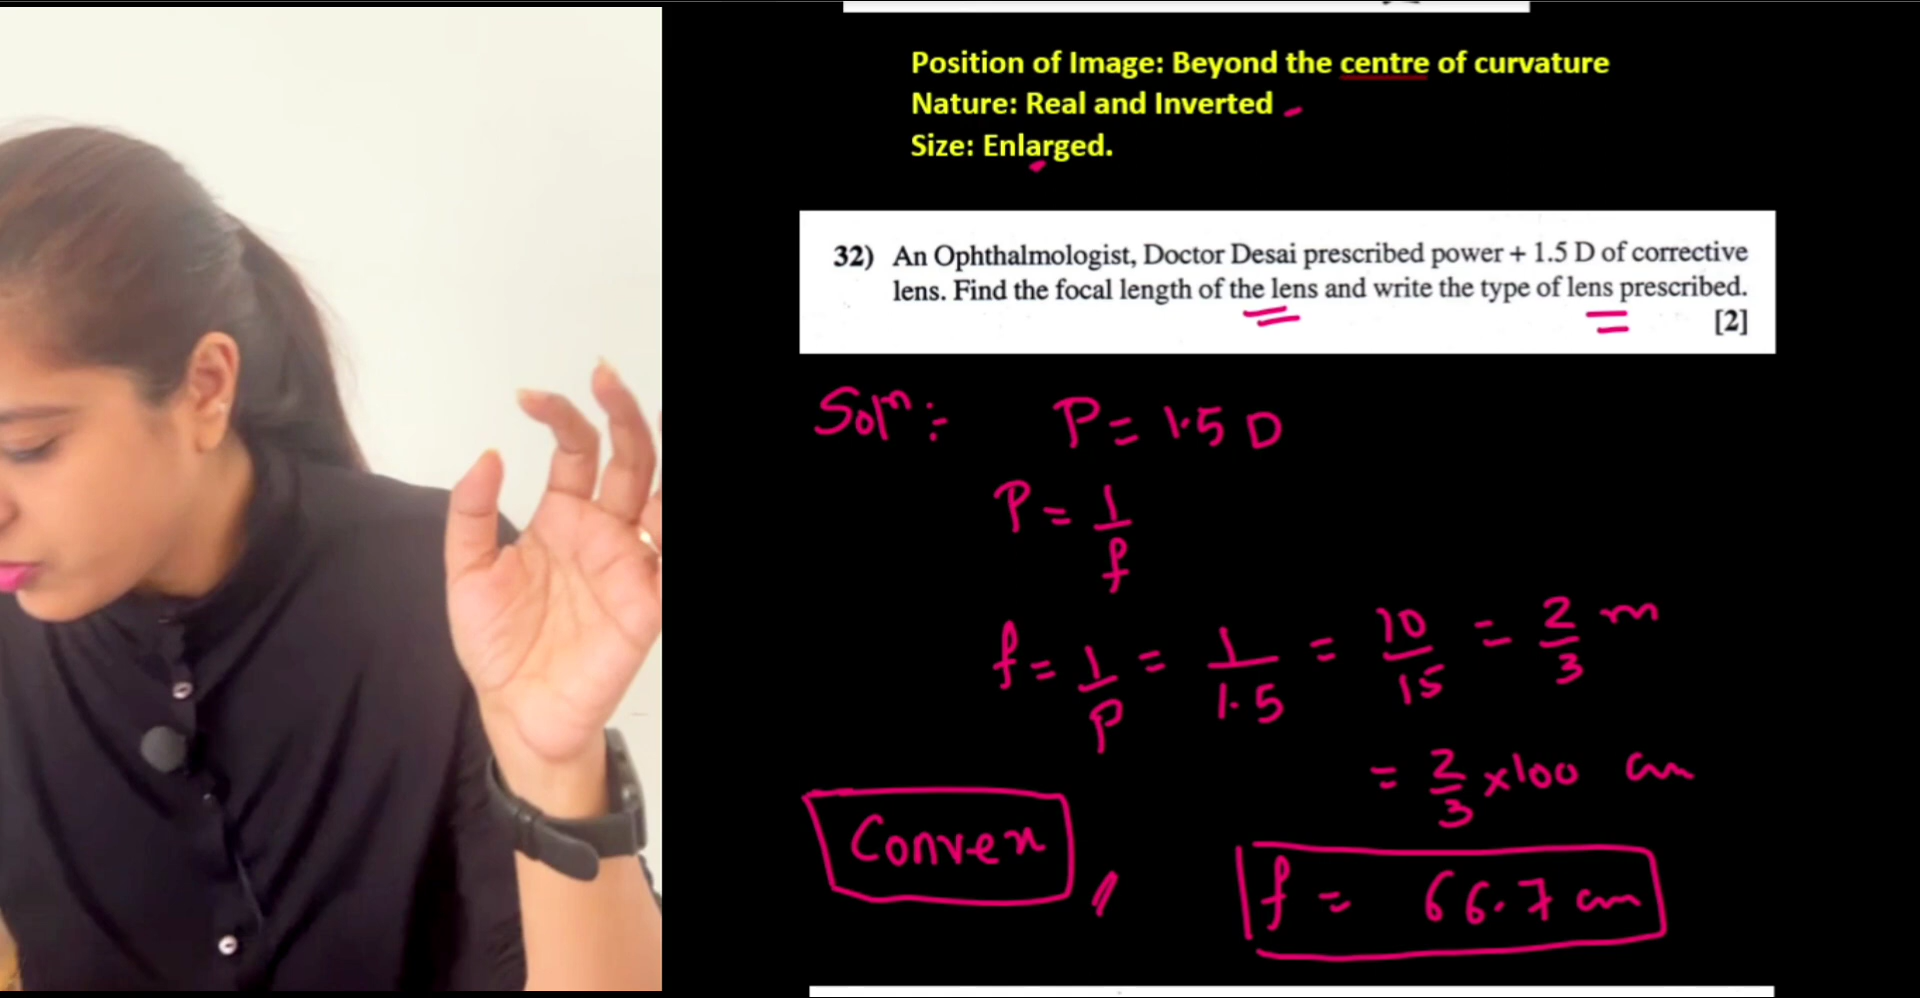 Position of Image: Beyond the centre of curvature
Nature: Real and Inverted
Size: Enlarged.
32) An Ophthalmologist, Doctor Desai prescribed power + 1.5 D of corrective
lens. Find the focal length of the lens and write the type of lens prescribed.
[2]
Solⁿ: P = 1.5 D
P = 1/f
f = 1/P = 1/1.5 = 10/15 = 2/3 m
= 2/3 x100 cm
Convex
f = 66.7 cm